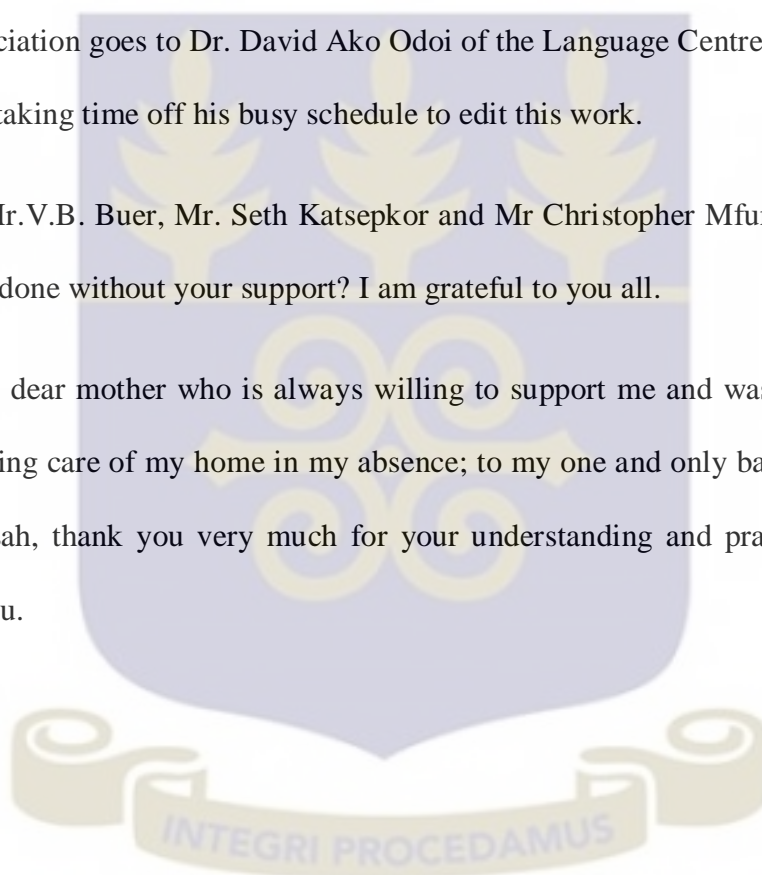 ciation goes to Dr. David Ako Odoi of the Language Centre
taking time off his busy schedule to edit this work.
Mr.V.B. Buer, Mr. Seth Katsepkor and Mr Christopher Mfu
done without your support? I am grateful to you all.
dear mother who is always willing to support me and was
ing care of my home in my absence; to my one and only ba
ah, thank you very much for your understanding and pra
u.
INTEGRI PROCEDAMUS